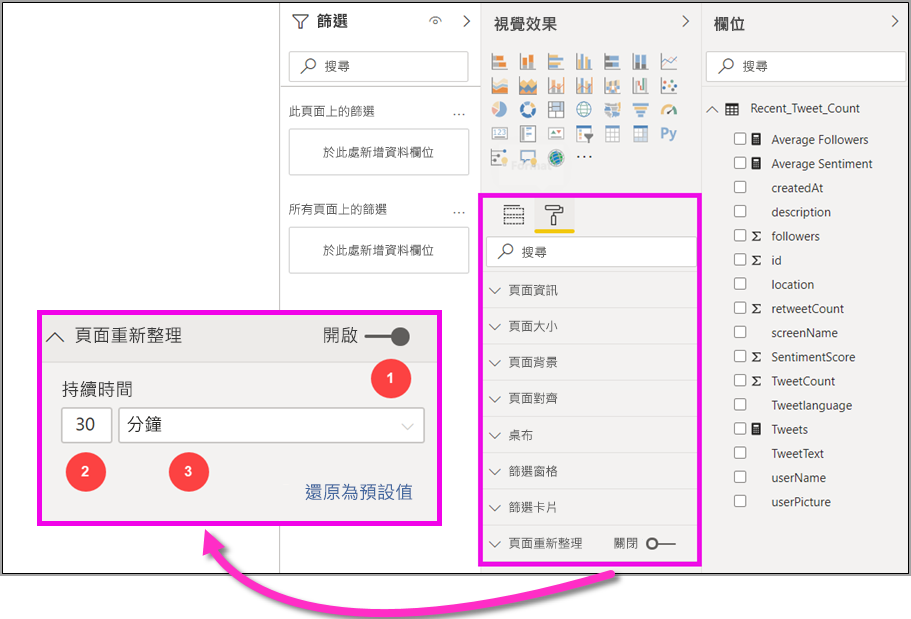 篩選
搜尋
此頁面上的篩選
...
於此處新增資料欄位
所有頁面上的篩選
...
於此處新增資料欄位
視覺效果
123
Py
...
搜尋
頁面資訊
頁面大小
頁面背景
頁面對齊
桌布
篩選窗格
篩選卡片
頁面重新整理 關閉
欄位
搜尋
Recent_Tweet_Count
Average Followers
Average Sentiment
createdAt
description
Σ followers
Σ id
location
Σ retweetCount
screenName
Σ SentimentScore
Σ TweetCount
Tweetlanguage
Tweets
TweetText
userName
userPicture
頁面重新整理 開啟
1
持續時間
30 分鐘
2 3
還原為預設值